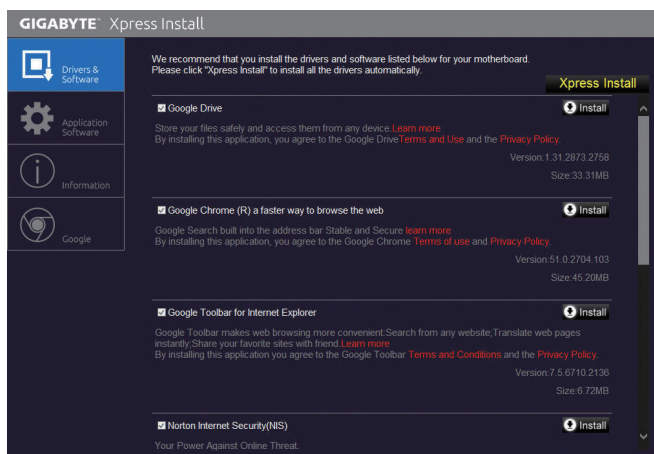 GIGABYTE™ Xpress Install
Drivers &
Software
Application
Software
Information
Google
We recommend that you install the drivers and software listed below for your motherboard.
Please click "Xpress Install" to install all the drivers automatically.
Xpress Install
Google Drive
Install
Store your files safely and access them from any device.Learn more
By installing this application, you agree to the Google DriveTerms and Use and the Privacy Policy.
Version:1.31.2873.2758
Size:33.31MB
Google Chrome (R) a faster way to browse the web
Install
Google Search built into the address bar Stable and Secure learn more
By installing this application, you agree to the Google Chrome Terms of use and Privacy Policy.
Version:51.0.2704.103
Size:45.20MB
Google Toolbar for Internet Explorer
Install
Google Toolbar makes web browsing more convenient.Search from any website;Translate web pages
instantly;Share your favorite sites with friend.Learn more
By installing this application you agree to the Google Toolbar Terms and Conditions and the Privacy Policy.
Version:7.5.6710.2136
Size:6.72MB
Norton Internet Security(NIS)
Install
Your Power Against Online Threat.